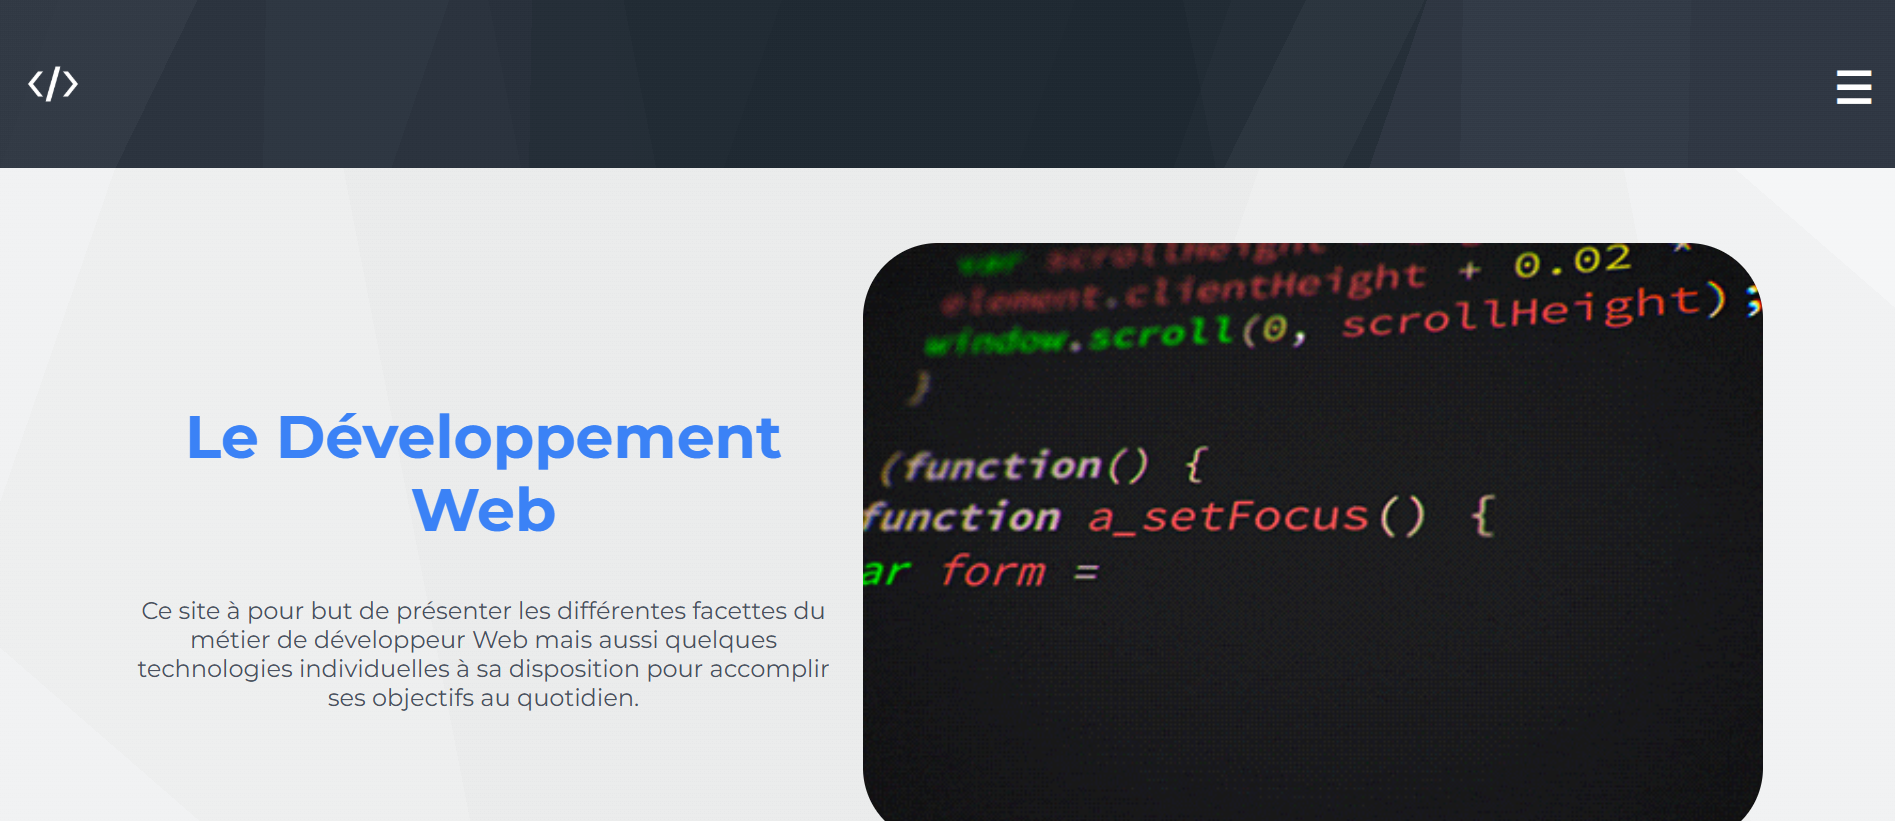 </>
Le Développement
Web
Ce site à pour but de présenter les différentes facettes du
métier de développeur Web mais aussi quelques
technologies individuelles à sa disposition pour accomplir
ses objectifs au quotidien.
var scrollHeight
element.clientHeight + 0.02 *
window.scroll(0, scrollHeight);
}
(function() {
function a_setFocus() {
ar form =